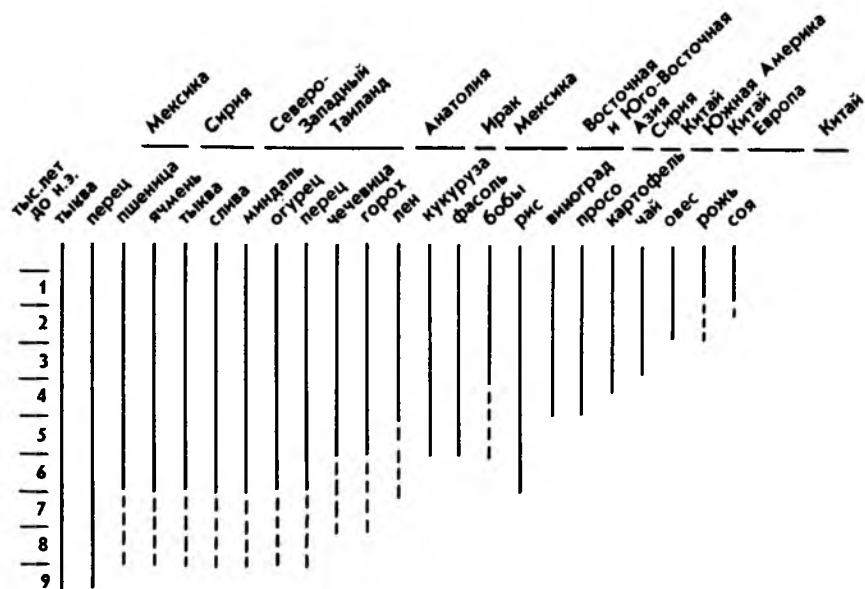 Мексика
Сирия
Северо-
Западный
Таиланд
Анатолия
Ирак
Мексика
Восточная
и Юго-Восточная
Азия
Сирия
Китай
Южная Америка
Китай
Европа
Китай
тыс.лет
до н.э.
тыква
перец
пшеница
ячмень
тыква
слива
миндаль
огурец
перец
чечевица
горох
лен
кукуруза
фасоль
бобы
рис
виноград
просо
картофель
чай
овес
рожь
соя
1
2
3
4
5
6
7
8
9